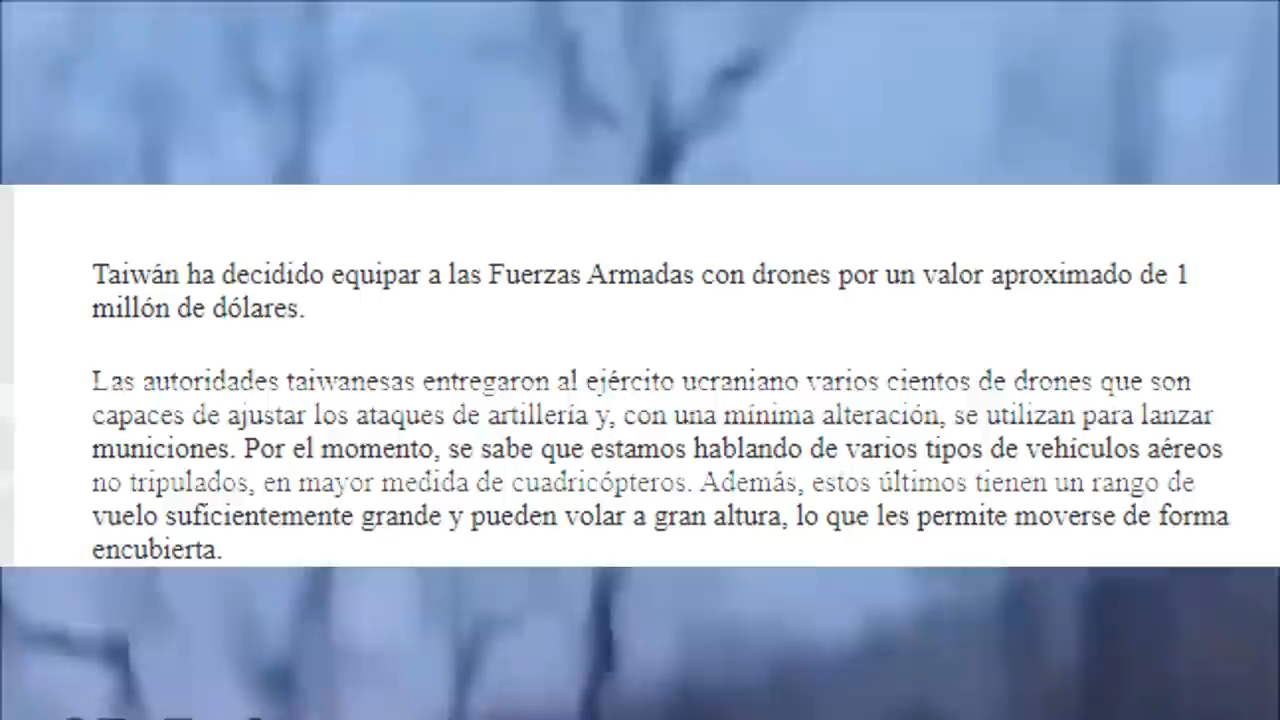 Taiwán ha decidido equipar a las Fuerzas Armadas con drones por un valor aproximado de 1
millón de dólares.
Las autoridades taiwanesas entregaron al ejército ucraniano varios cientos de drones que son
capaces de ajustar los ataques de artillería y, con una mínima alteración, se utilizan para lanzar
municiones. Por el momento, se sabe que estamos hablando de varios tipos de vehículos aéreos
no tripulados, en mayor medida de cuadricópteros. Además, estos últimos tienen un rango de
vuelo suficientemente grande y pueden volar a gran altura, lo que les permite moverse de forma
encubierta.